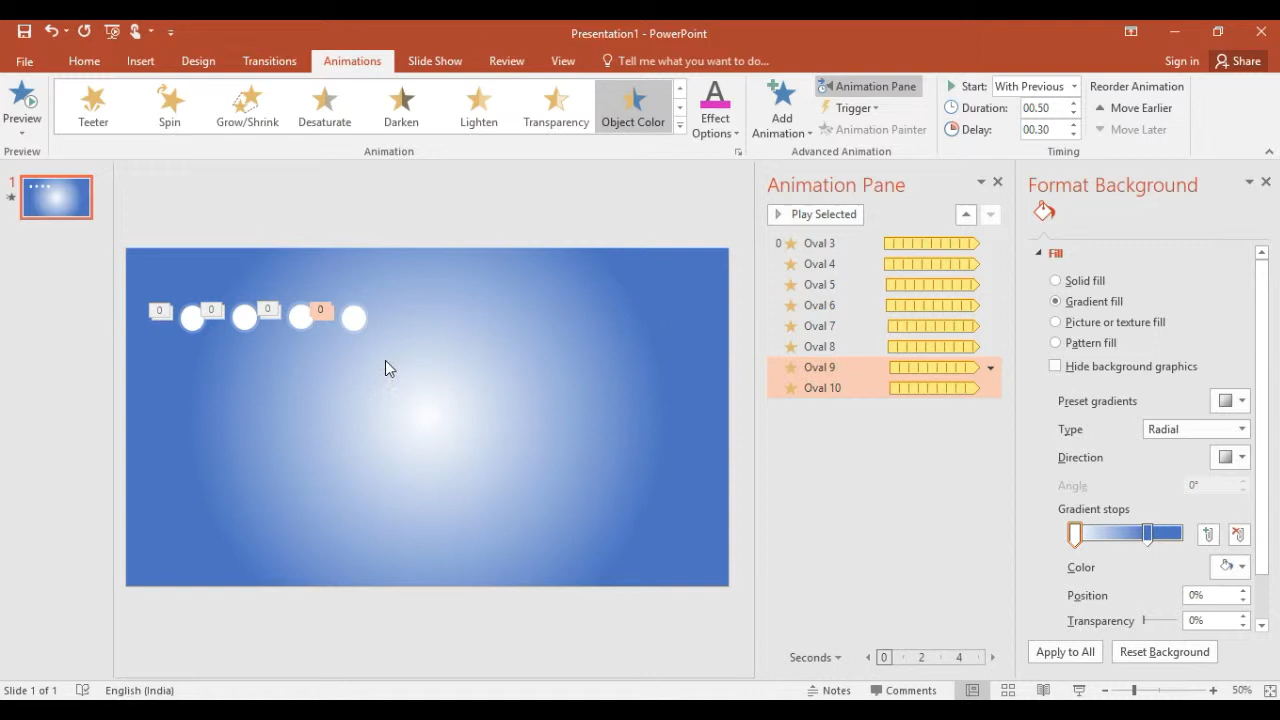 Presentation1 - PowerPoint
File Home Insert Design Transitions Animations Slide Show Review View Tell me what you want to do... Sign in Share
Preview
Teeter Spin Grow/Shrink Desaturate Darken Lighten Transparency Object Color
Effect Options
Add Animation
Animation Pane
Trigger
Animation Painter
Start: With Previous
Duration: 00.50
Delay: 00.30
Reorder Animation
Move Earlier
Move Later
Preview Animation Advanced Animation Timing
1
0 0 0 0
Animation Pane
Play Selected
0 Oval 3
Oval 4
Oval 5
Oval 6
Oval 7
Oval 8
Oval 9
Oval 10
Seconds 0 2 4
Format Background
Fill
Solid fill
Gradient fill
Picture or texture fill
Pattern fill
Hide background graphics
Preset gradients
Type Radial
Direction
Angle 0°
Gradient stops
Color
Position 0%
Transparency 0%
Apply to All Reset Background
Slide 1 of 1 English (India) Notes Comments 50%